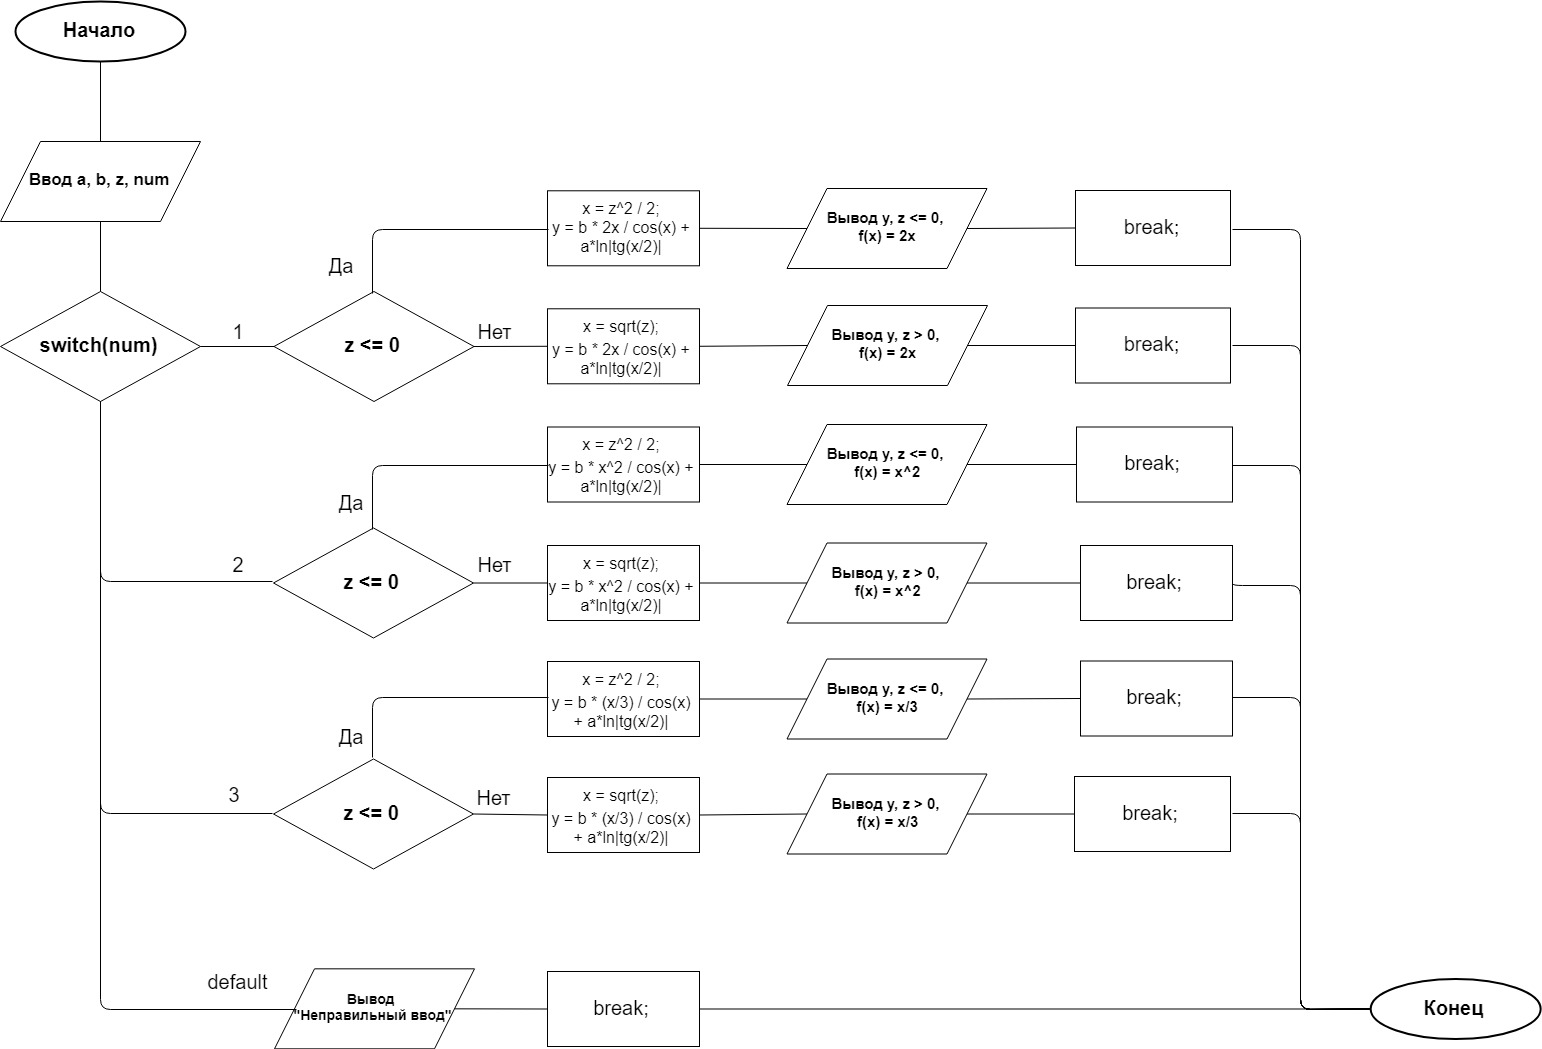 Начало
Ввод a, b, z, num
switch(num)
1
z <= 0
Да
x = z^2 / 2;
y = b * 2x / cos(x) +
a*ln|tg(x/2)|
Вывод y, z <= 0,
f(x) = 2x
break;
Нет
x = sqrt(z);
y = b * 2x / cos(x) +
a*ln|tg(x/2)|
Вывод y, z > 0,
f(x) = 2x
break;
2
z <= 0
Да
x = z^2 / 2;
y = b * x^2 / cos(x) +
a*ln|tg(x/2)|
Вывод y, z <= 0,
f(x) = x^2
break;
Нет
x = sqrt(z);
y = b * x^2 / cos(x) +
a*ln|tg(x/2)|
Вывод y, z > 0,
f(x) = x^2
break;
3
z <= 0
Да
x = z^2 / 2;
y = b * (x/3) / cos(x)
+ a*ln|tg(x/2)|
Вывод y, z <= 0,
f(x) = x/3
break;
Нет
x = sqrt(z);
y = b * (x/3) / cos(x)
+ a*ln|tg(x/2)|
Вывод y, z > 0,
f(x) = x/3
break;
default
Вывод
"Неправильный ввод"
break;
Конец